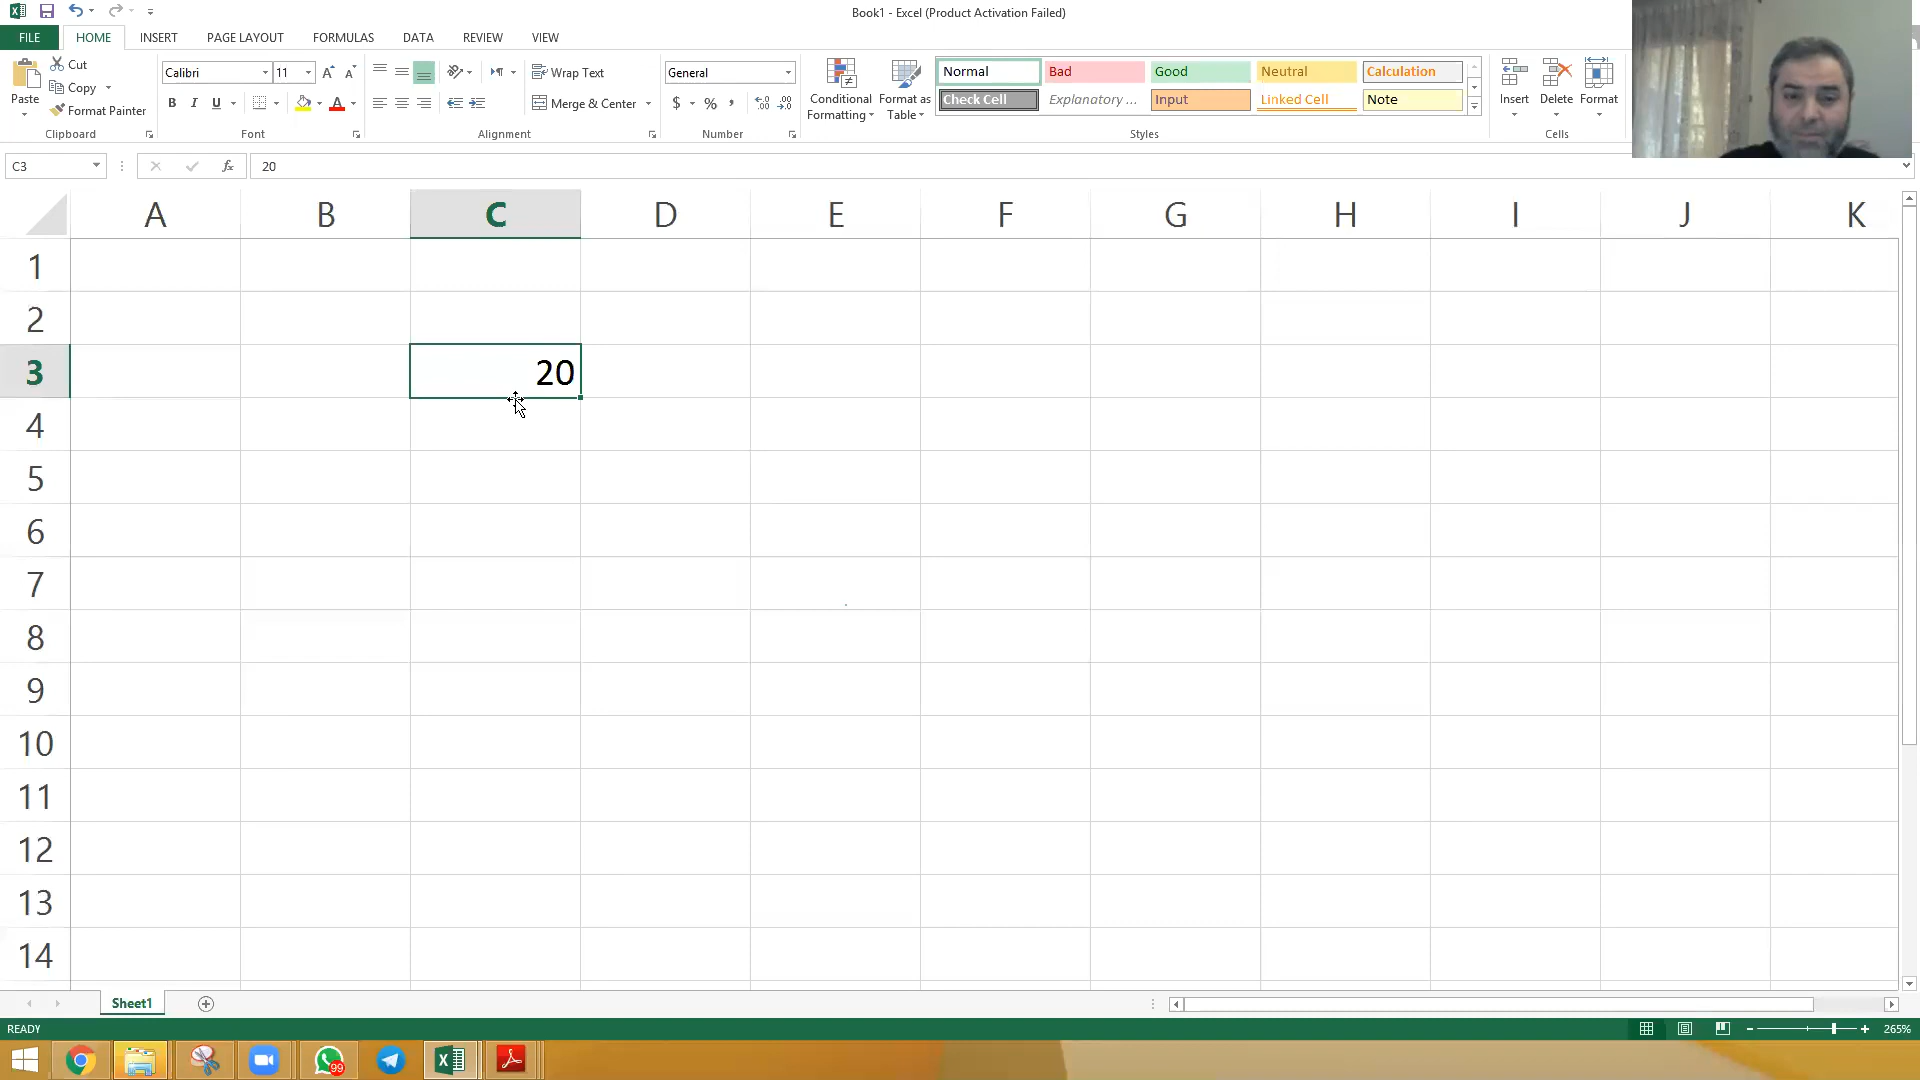 Book1 - Excel (Product Activation Failed)
FILE HOME INSERT PAGE LAYOUT FORMULAS DATA REVIEW VIEW
Paste
Cut
Copy
Format Painter
Clipboard
Calibri 11
B I U A
Font
Wrap Text
Merge & Center
Alignment
General
$ % ,
Number
Conditional Formatting
Format as Table
Normal Bad Good Neutral Calculation
Check Cell Explanatory ... Input Linked Cell Note
Styles
Insert Delete Format
Cells
C3 fx 20
A B C D E F G H I J K
1
2
3 20
4
5
6
7
8
9
10
11
12
13
14
Sheet1
READY 265%
99